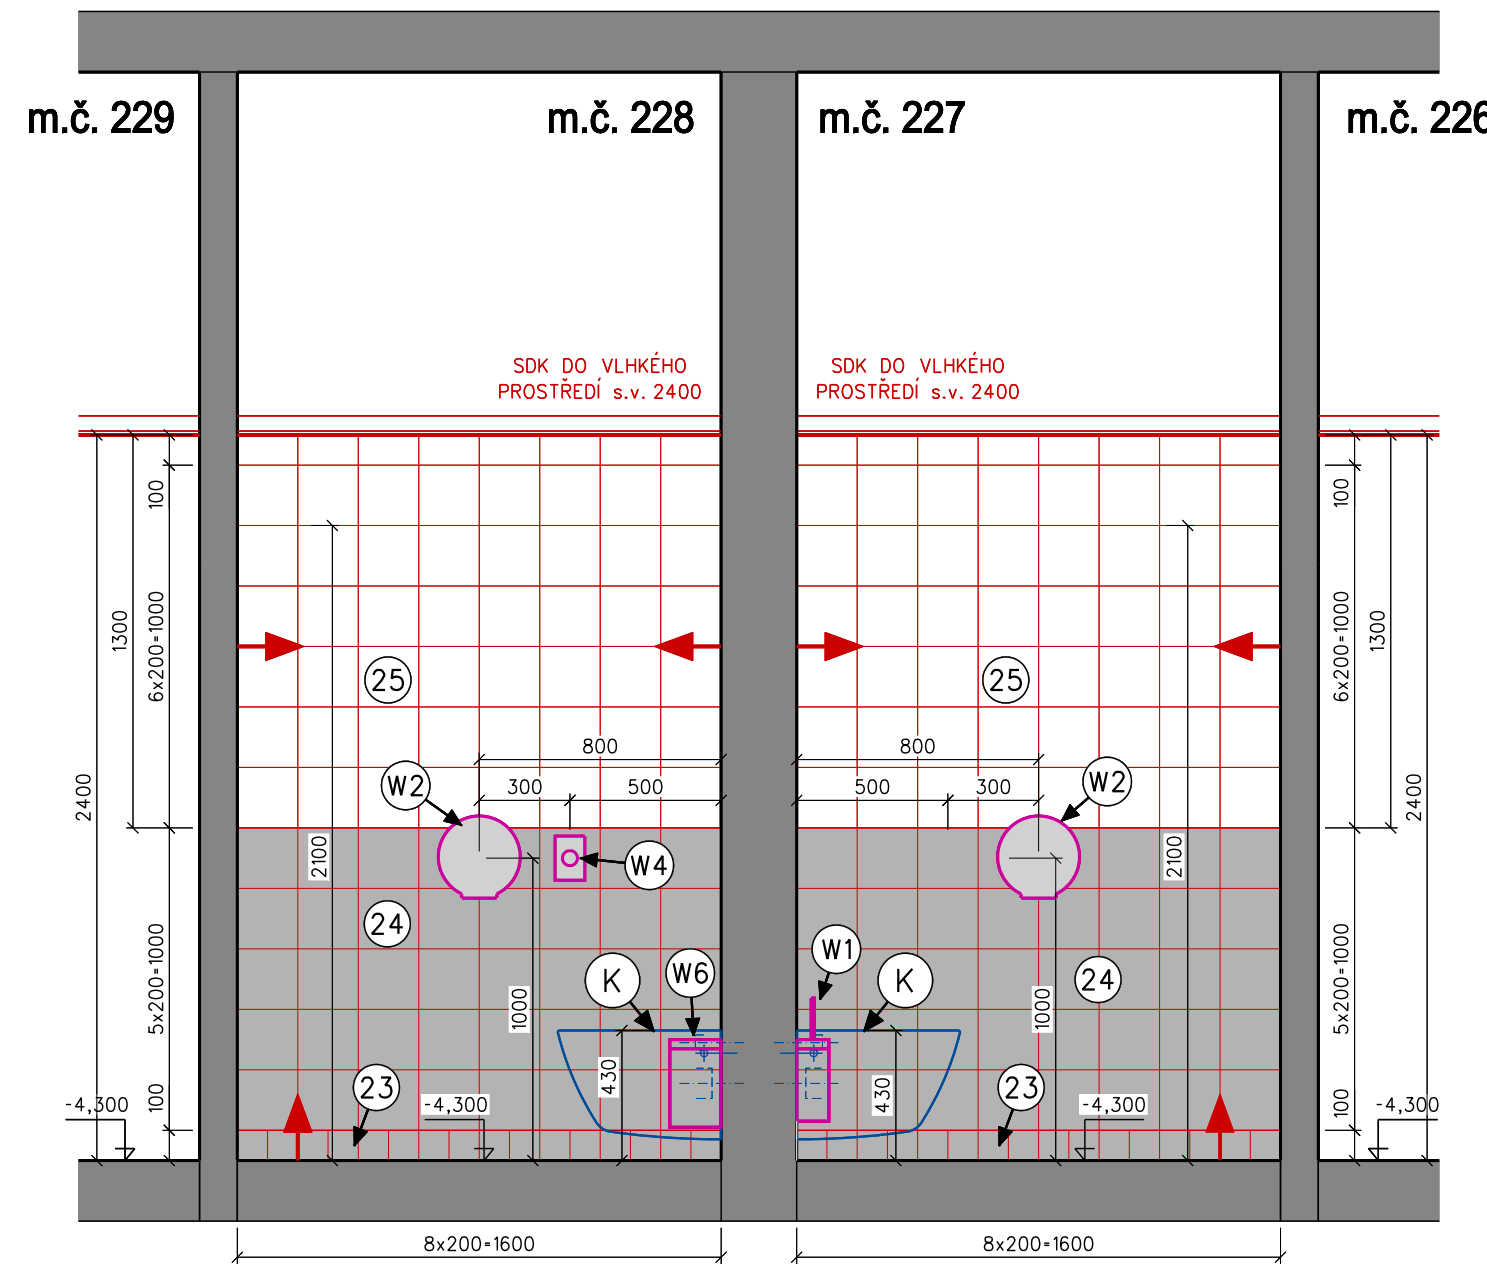 m.č. 229
m.č. 228
m.č. 227
m.č. 226
SDK DO VLHKÉHO
PROSTŘEDÍ s.v. 2400
SDK DO VLHKÉHO
PROSTŘEDÍ s.v. 2400
100
100
1300
6x200=1000
6x200=1000
1300
25
25
800
800
2400
300
500
500
300
2400
W2
W2
2100
W4
2100
24
W1
5x200=1000
K
W6
K
24
5x200=1000
1000
1000
430
430
23
23
100
100
-4,300
-4,300
-4,300
-4,300
8x200=1600
8x200=1600